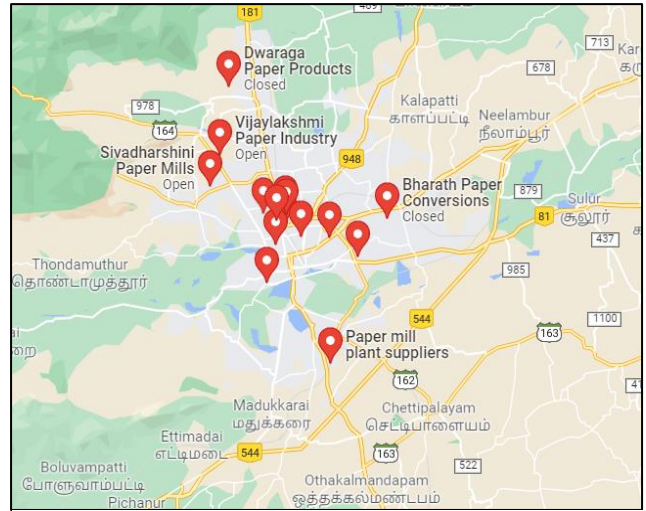 181
713
678
Dwaraga
Paper Products
Closed
Kalapatti
காளப்பட்டி
978
Neelambur
நீலாம்பூர்
164
Vijaylakshmi
Paper Industry
Open
948
Sivadharshini
Paper Mills
Open
Bharath Paper
Conversions
Closed
879
Sulur
சூலூர்
81
437
Thondamuthur
தொண்டாமுத்தூர்
985
544
1100
163
Paper mill
plant suppliers
162
Madukkarai
மதுக்கரை
Chettipalayam
செட்டிபாளையம்
Ettimadai
எட்டிமடை
544
163
522
Boluvampatti
போளுவாம்பட்டி
Pichanur
Othakalmandapam
ஒத்தக்கல்மண்டபம்